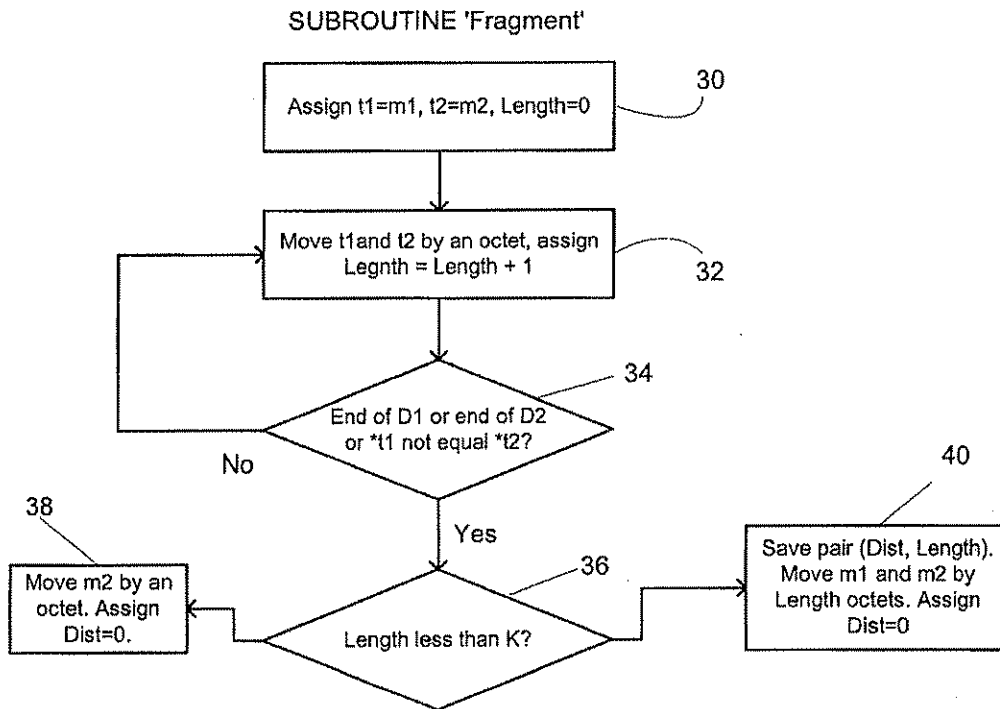 SUBROUTINE 'Fragment'
30
Assign t1=m1, t2=m2, Length=0
Move t1and t2 by an octet, assign
Legnth = Length + 1
32
34
End of D1 or end of D2
or *t1 not equal *t2?
No
Yes
38
Move m2 by an
octet. Assign
Dist=0.
36
Length less than K?
40
Save pair (Dist, Length).
Move m1 and m2 by
Length octets. Assign
Dist=0